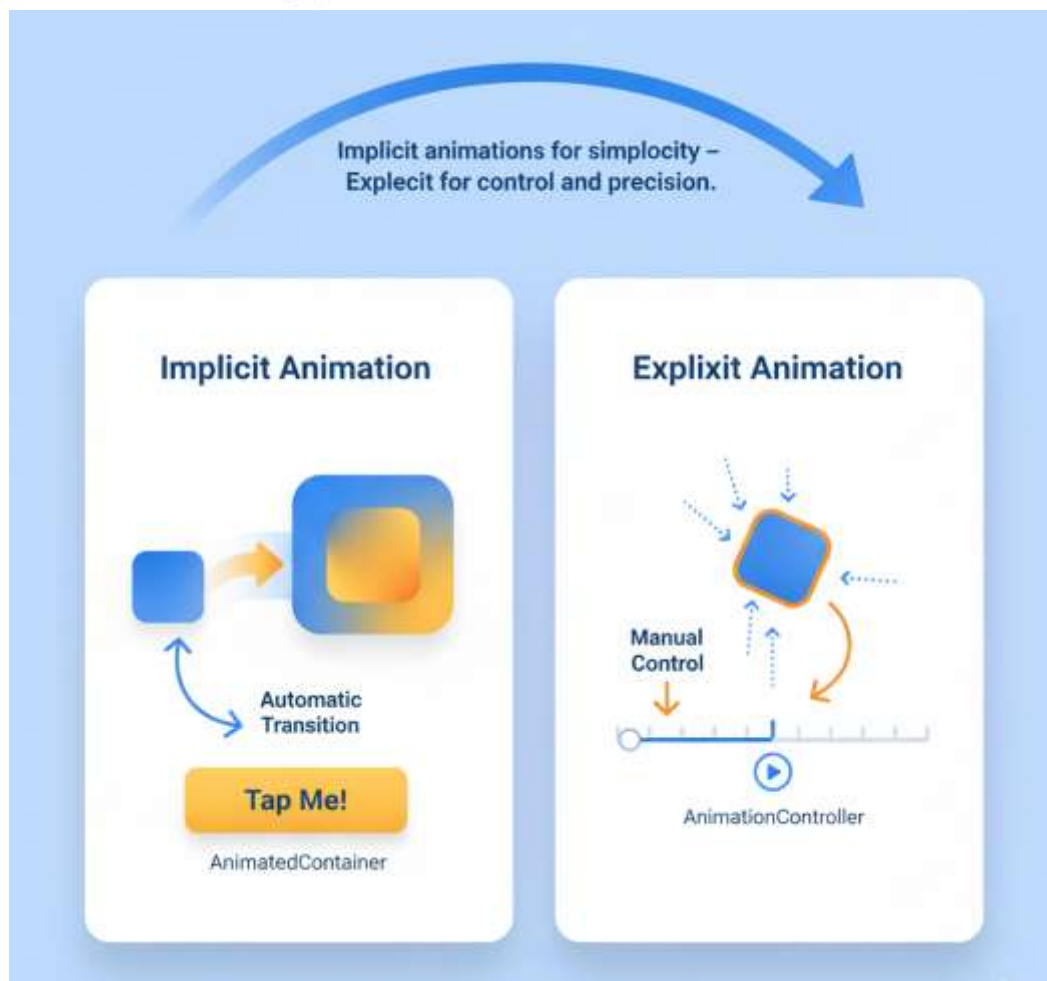 Implicit animations for simplocity –
Explecit for control and precision.
Implicit Animation
Automatic
Transition
Tap Me!
AnimatedContainer
Explixit Animation
Manual
Control
AnimationController